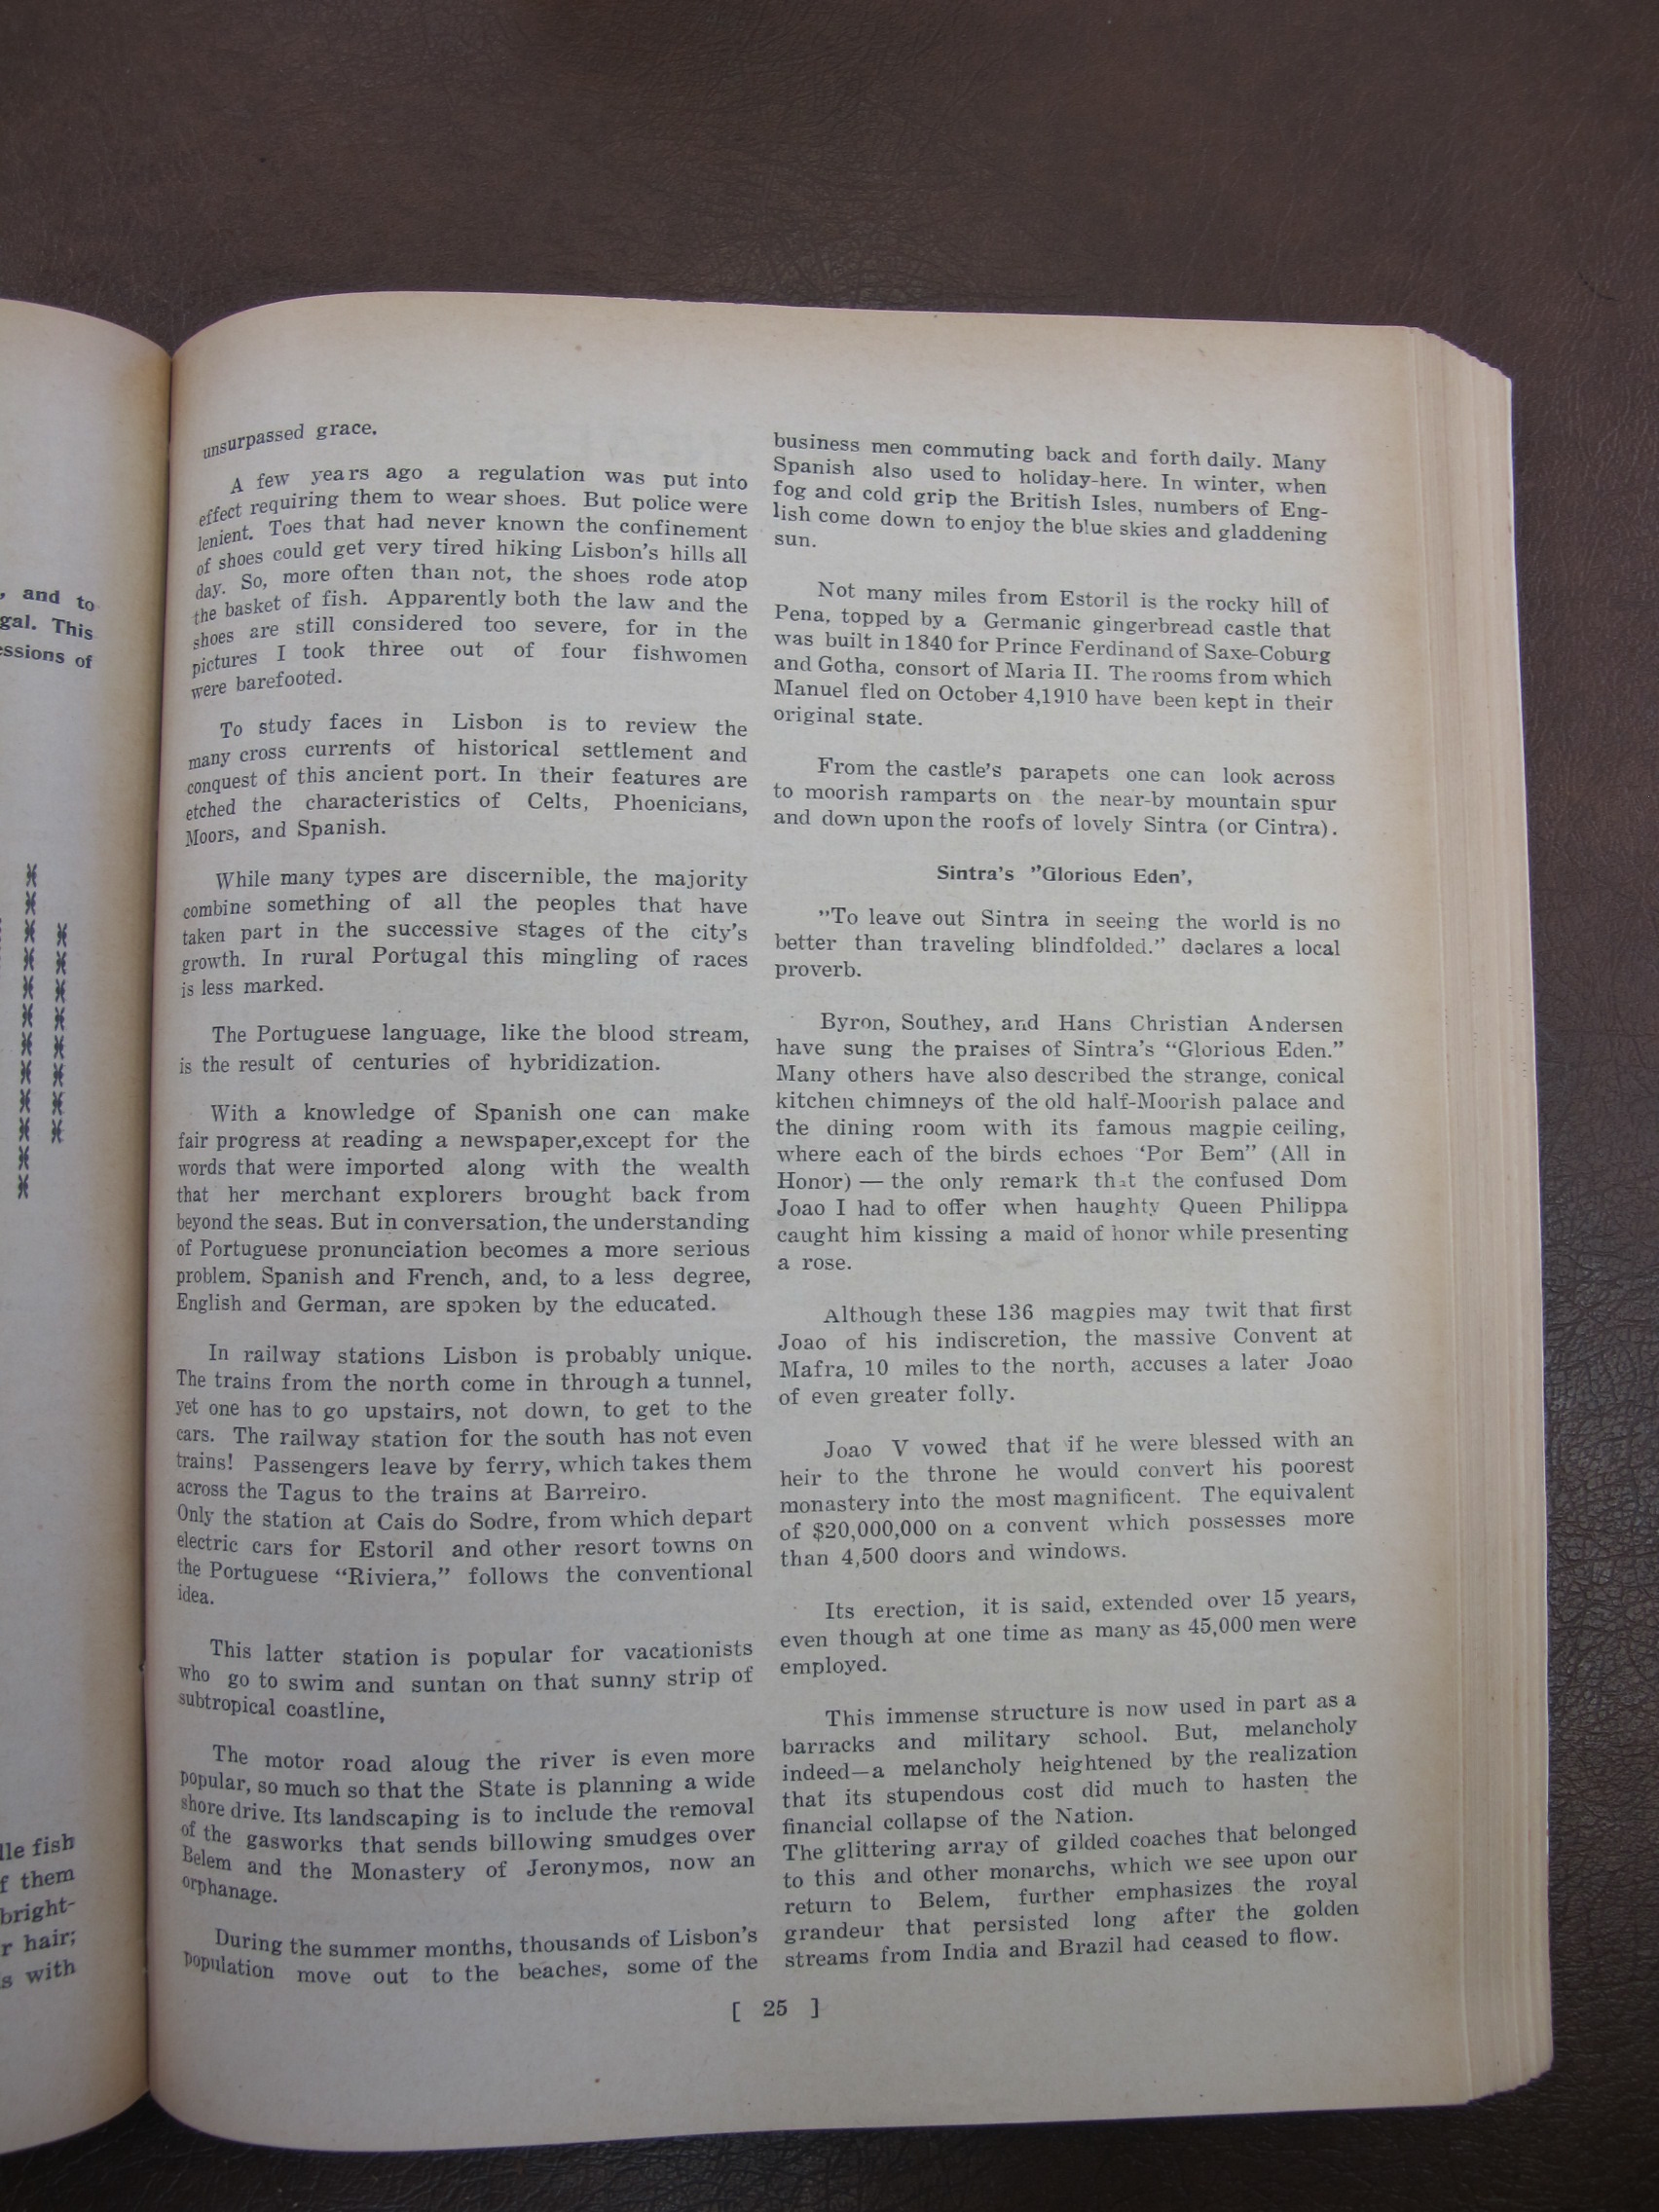 , and to
gal. This
essions of
lle fish
f them
bright-
r hair;
s with
unsurpassed grace.
A few years ago a regulation was put into
effect requiring them to wear shoes. But police were
lenient. Toes that had never known the confinement
of shoes could get very tired hiking Lisbon's hills all
day. So, more often than not, the shoes rode atop
the basket of fish. Apparently both the law and the
shoes are still considered too severe, for in the
pictures I took three out of four fishwomen
were barefooted.
To study faces in Lisbon is to review the
many cross currents of historical settlement and
conquest of this ancient port. In their features are
etched the characteristics of Celts, Phoenicians,
Moors, and Spanish.
While many types are discernible, the majority
combine something of all the peoples that have
taken part in the successive stages of the city's
growth. In rural Portugal this mingling of races
is less marked.
The Portuguese language, like the blood stream,
is the result of centuries of hybridization.
With a knowledge of Spanish one can make
fair progress at reading a newspaper,except for the
words that were imported along with the wealth
that her merchant explorers brought back from
beyond the seas. But in conversation, the understanding
of Portuguese pronunciation becomes a more serious
problem. Spanish and French, and, to a less degree,
English and German, are spoken by the educated.
In railway stations Lisbon is probably unique.
The trains from the north come in through a tunnel,
yet one has to go upstairs, not down, to get to the
cars. The railway station for the south has not even
trains! Passengers leave by ferry, which takes them
across the Tagus to the trains at Barreiro.
Only the station at Cais do Sodre, from which depart
electric cars for Estoril and other resort towns on
the Portuguese “Riviera,” follows the conventional
idea.
This latter station is popular for vacationists
who go to swim and suntan on that sunny strip of
subtropical coastline,
The motor road aloug the river is even more
popular, so much so that the State is planning a wide
shore drive. Its landscaping is to include the removal
of the gasworks that sends billowing smudges over
Belem and the Monastery of Jeronymos, now an
orphanage.
During the summer months, thousands of Lisbon's
population move out to the beaches, some of the
business men commuting back and forth daily. Many
Spanish also used to holiday-here. In winter, when
fog and cold grip the British Isles, numbers of Eng-
lish come down to enjoy the blue skies and gladdening
sun.
Not many miles from Estoril is the rocky hill of
Pena, topped by a Germanic gingerbread castle that
was built in 1840 for Prince Ferdinand of Saxe-Coburg
and Gotha, consort of Maria II. The rooms from which
Manuel fled on October 4,1910 have been kept in their
original state.
From the castle's parapets one can look across
to moorish ramparts on the near-by mountain spur
and down upon the roofs of lovely Sintra (or Cintra).
Sintra's ”Glorious Eden',
”To leave out Sintra in seeing the world is no
better than traveling blindfolded.” dəclares a local
proverb.
Byron, Southey, and Hans Christian Andersen
have sung the praises of Sintra's “Glorious Eden.”
Many others have also described the strange, conical
kitchen chimneys of the old half-Moorish palace and
the dining room with its famous magpie ceiling,
where each of the birds echoes ‘Por Bem” (All in
Honor) — the only remark that the confused Dom
Joao I had to offer when haughty Queen Philippa
caught him kissing a maid of honor while presenting
a rose.
Although these 136 magpies may twit that first
Joao of his indiscretion, the massive Convent at
Mafra, 10 miles to the north, accuses a later Joao
of even greater folly.
Joao V vowed that if he were blessed with an
heir to the throne he would convert his poorest
monastery into the most magnificent. The equivalent
of $20,000,000 on a convent which possesses more
than 4,500 doors and windows.
Its erection, it is said, extended over 15 years,
even though at one time as many as 45,000 men were
employed.
This immense structure is now used in part as a
barracks and military school. But, melancholy
indeed—a melancholy heightened by the realization
that its stupendous cost did much to hasten the
financial collapse of the Nation.
The glittering array of gilded coaches that belonged
to this and other monarchs, which we see upon our
return to Belem, further emphasizes the royal
grandeur that persisted long after the golden
streams from India and Brazil had ceased to flow.
[ 25 ]